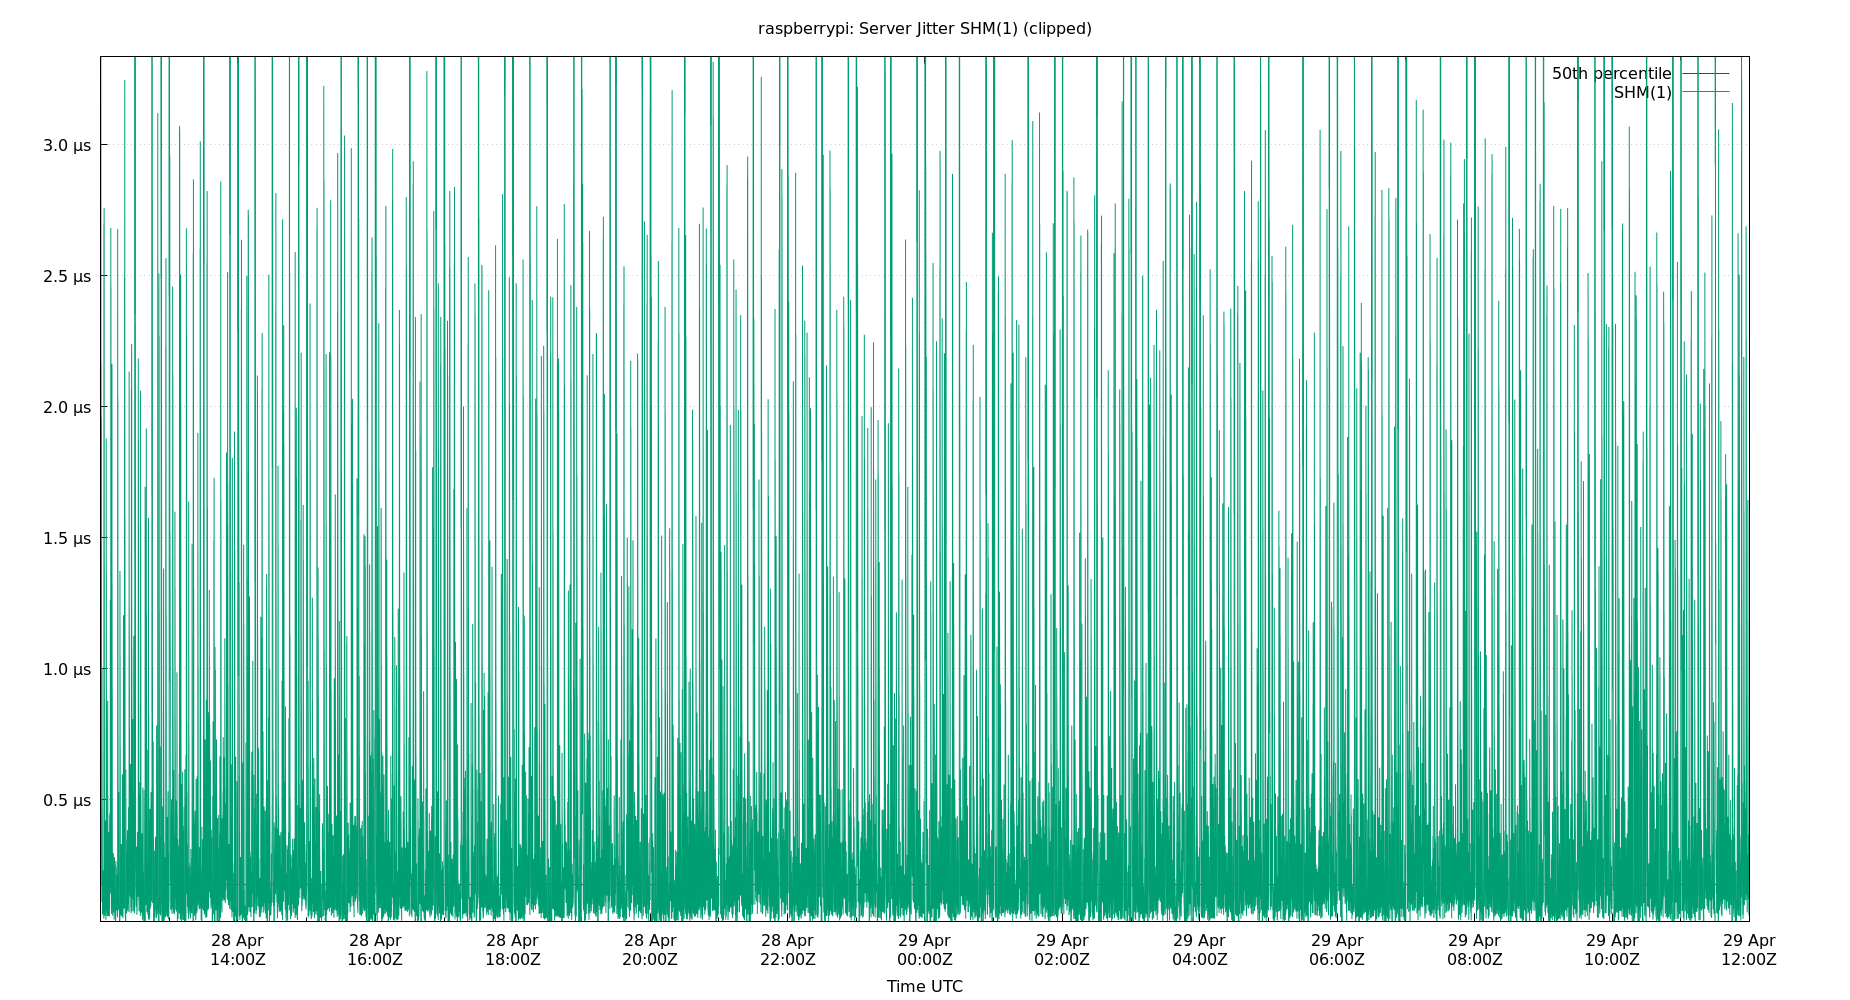 raspberrypi: Server Jitter SHM(1) (clipped)
50th percentile
SHM(1)
3.0 µs
2.5 µs
2.0 µs
1.5 µs
1.0 µs
0.5 µs
28 Apr 28 Apr 28 Apr 28 Apr 28 Apr 29 Apr 29 Apr 29 Apr 29 Apr 29 Apr 29 Apr 29 Apr
14:00Z 16:00Z 18:00Z 20:00Z 22:00Z 00:00Z 02:00Z 04:00Z 06:00Z 08:00Z 10:00Z 12:00Z
Time UTC